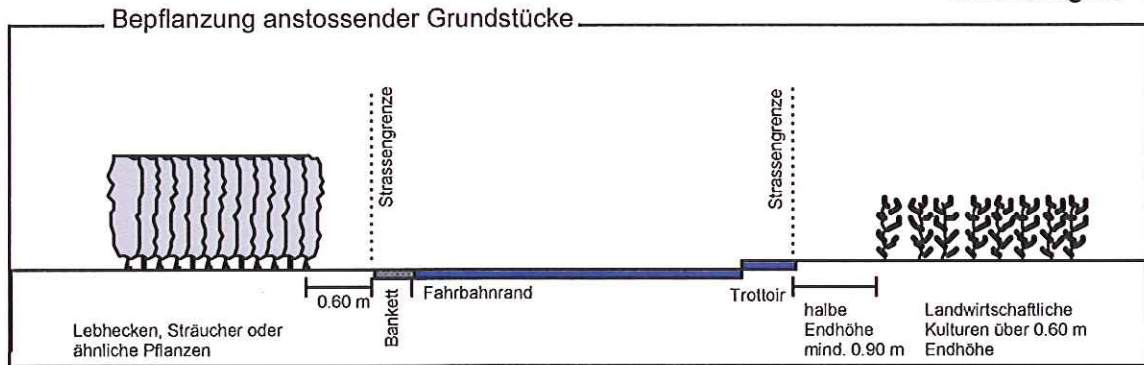 Bepflanzung anstossender Grundstücke
Strassengrenze
Strassengrenze
0.60 m
Bankett
Fahrbahnrand
Trottoir
Lebhecken, Sträucher oder
ähnliche Pflanzen
halbe
Endhöhe
mind. 0.90 m
Landwirtschaftliche
Kulturen über 0.60 m
Endhöhe